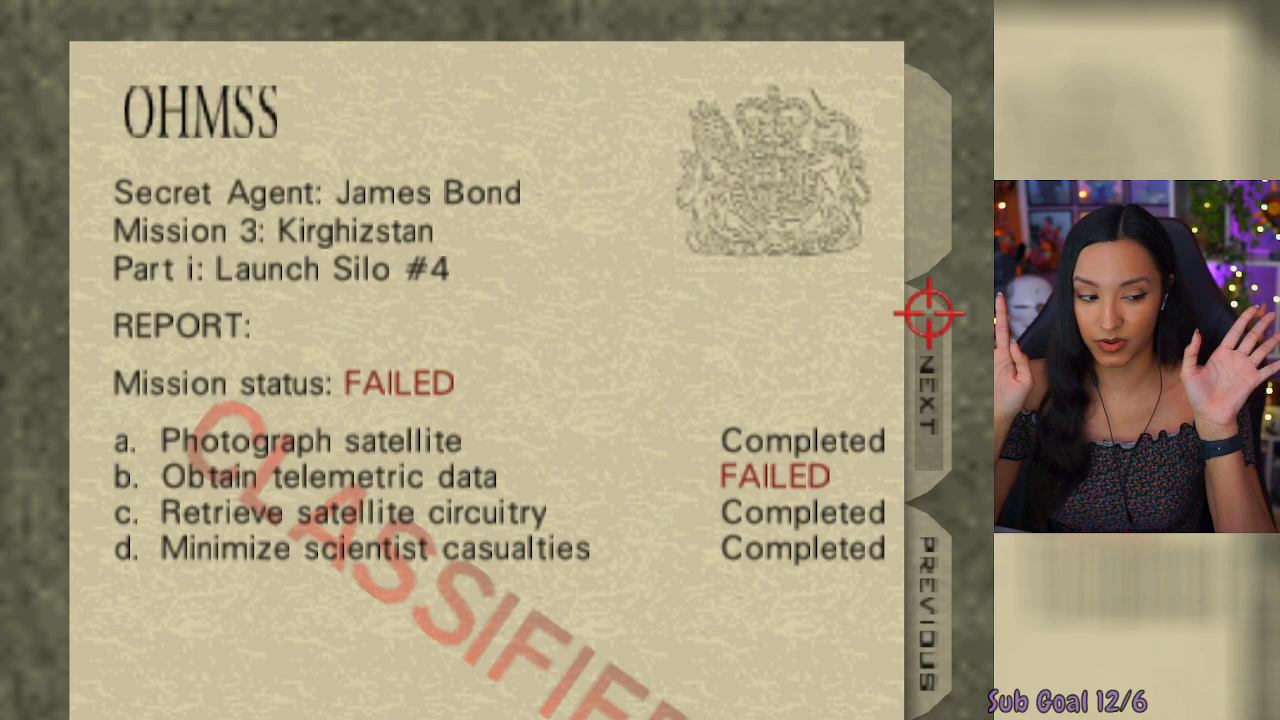 OHMSS
Secret Agent: James Bond
Mission 3: Kirghizstan
Part i: Launch Silo #4
REPORT:
Mission status: FAILED
a. Photograph satellite Completed
b. Obtain telemetric data FAILED
c. Retrieve satellite circuitry Completed
d. Minimize scientist casualties Completed
CLASSIFIE
NEXT
PREVIOUS
Sub Goal 12/6